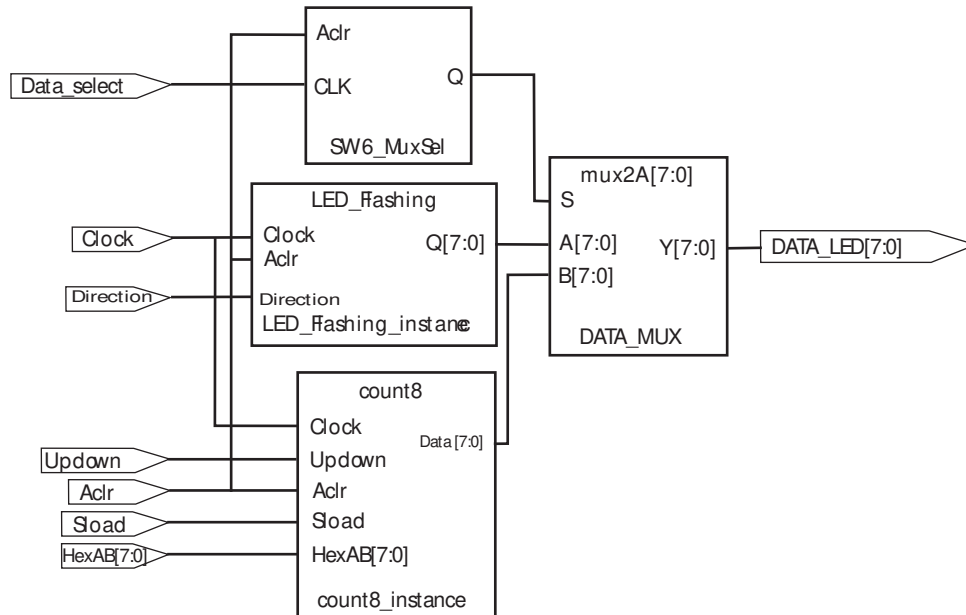 Aclr
Data_select
CLK
Q
SW6_MuxSel
mux2A[7:0]
LED_Flashing
S
Clock
Clock
Q[7:0]
A[7:0]
Y[7:0]
DATA_LED[7:0]
Aclr
B[7:0]
Direction
Direction
LED_Flashing_instance
DATA_MUX
count8
Clock
Data[7:0]
Updown
Updown
Aclr
Aclr
Sload
Sload
HexAB[7:0]
HexAB[7:0]
count8_instance